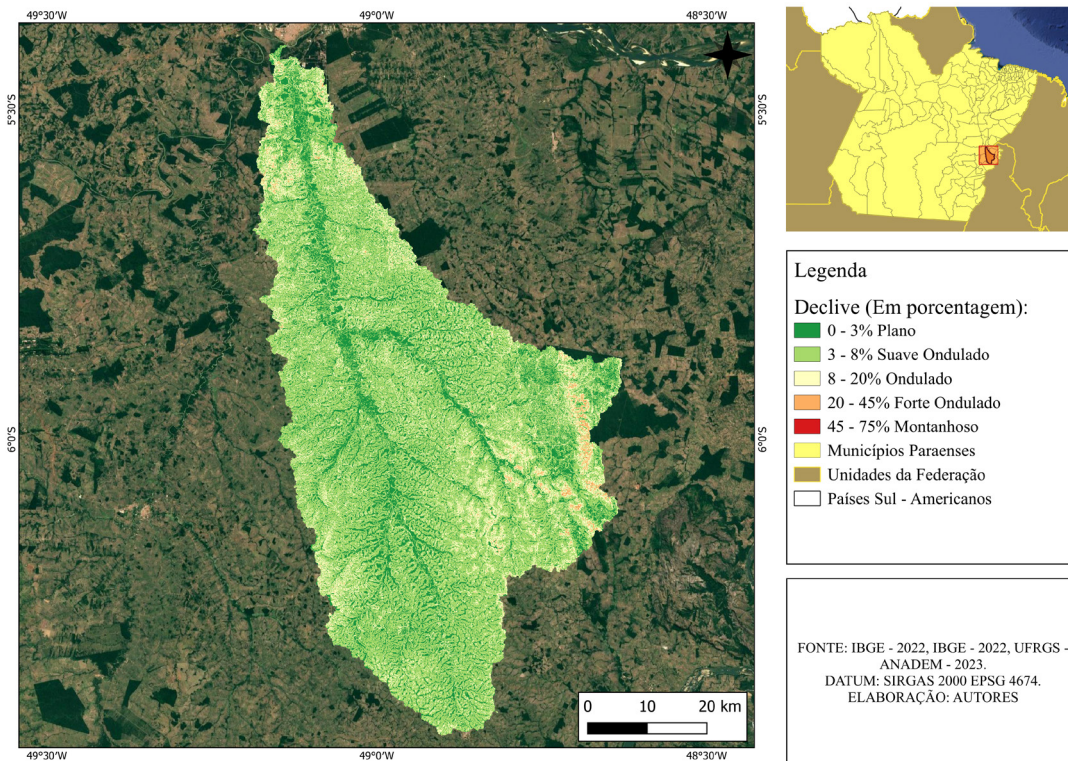 49°30'W 49°0'W 48°30'W
5°30'S 5°30'S
6°0'S 6°0'S
0 10 20 km
49°30'W 49°0'W 48°30'W
Legenda
Declive (Em porcentagem):
0 - 3% Plano
3 - 8% Suave Ondulado
8 - 20% Ondulado
20 - 45% Forte Ondulado
45 - 75% Montanhoso
Municípios Paraenses
Unidades da Federação
Países Sul - Americanos
FONTE: IBGE - 2022, IBGE - 2022, UFRGS -
ANADEM - 2023.
DATUM: SIRGAS 2000 EPSG 4674.
ELABORAÇÃO: AUTORES